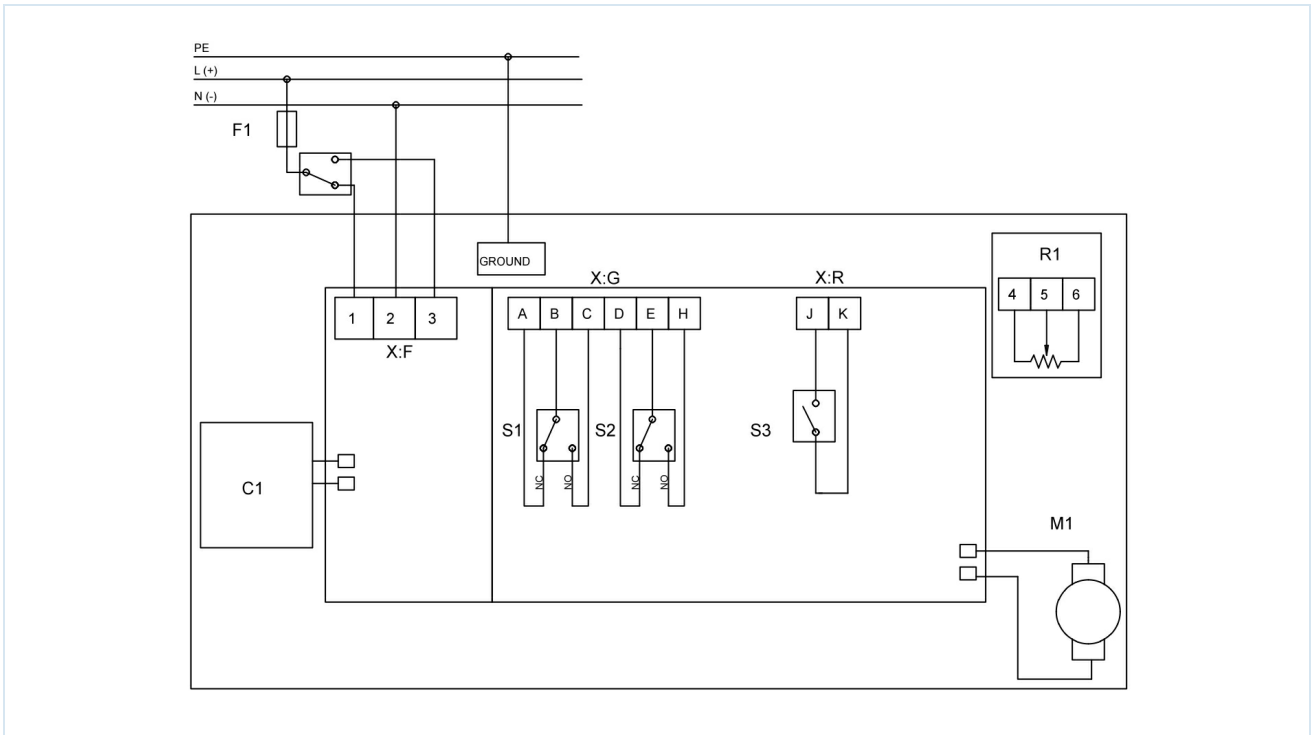 PE
L (+)
N (-)
F1
GROUND
R1
X:G
X:R
4 5 6
A B C D E H
J K
1 2 3
X:F
S1
S2
S3
NC
NO
NC
NO
C1
M1